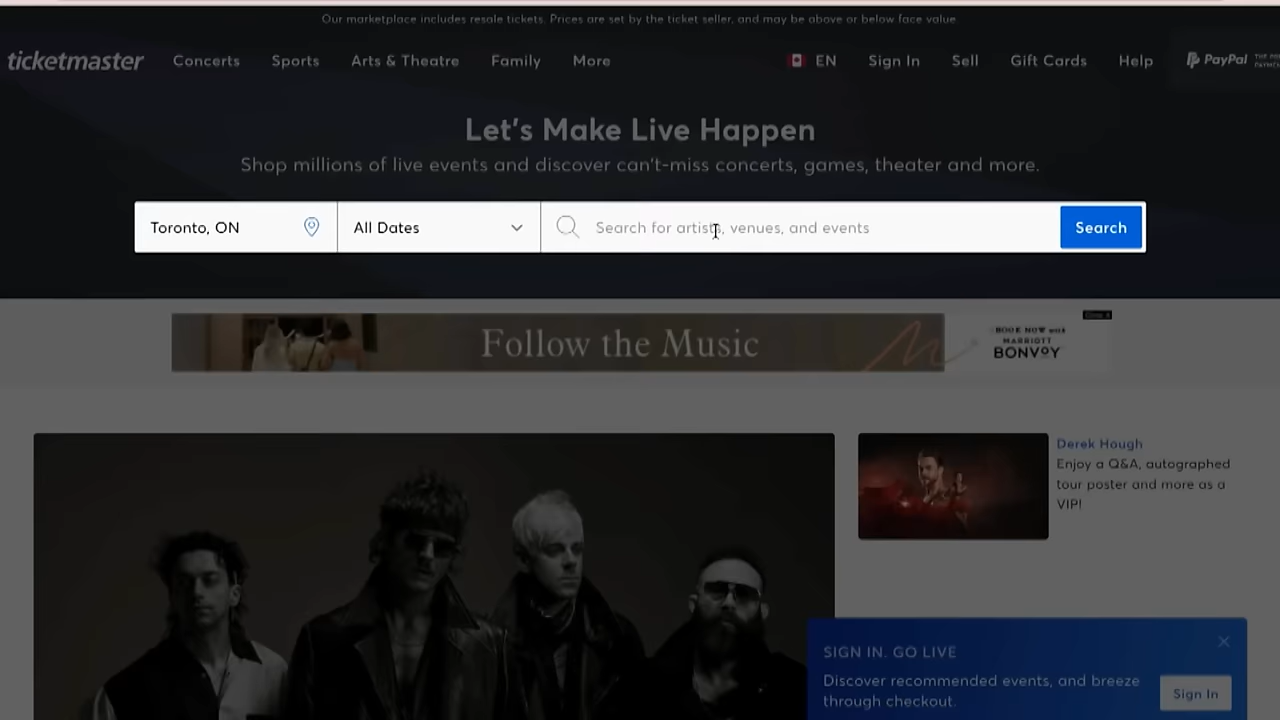 Our marketplace includes resale tickets. Prices are set by the ticket seller, and may be above or below face value
ticketmaster Concerts Sports Arts & Theatre Family More EN Sign In Sell Gift Cards Help PayPal
Let's Make Live Happen
Shop millions of live events and discover can't-miss concerts, games, theater and more.
Toronto, ON All Dates Search for artists, venues, and events Search
Follow the Music
BOOK NOW with
MARRIOTT
BONVOY
Derek Hough
Enjoy a Q&A, autographed
tour poster and more as a
VIP!
SIGN IN. GO LIVE
Discover recommended events, and breeze
through checkout.
Sign In